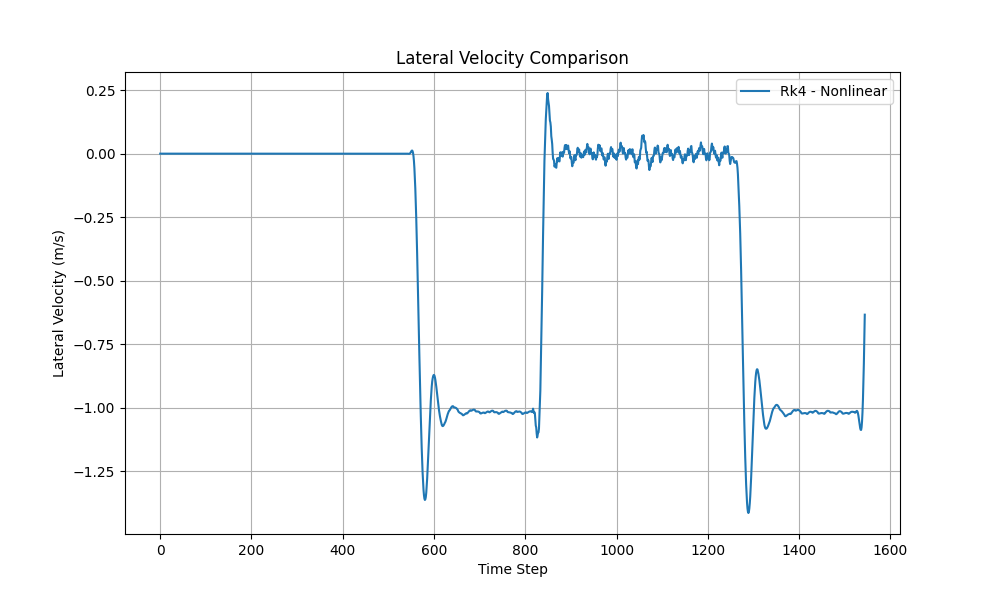 Lateral Velocity Comparison
Rk4 - Nonlinear
Lateral Velocity (m/s)
0.25
0.00
−0.25
−0.50
−0.75
−1.00
−1.25
0 200 400 600 800 1000 1200 1400 1600
Time Step